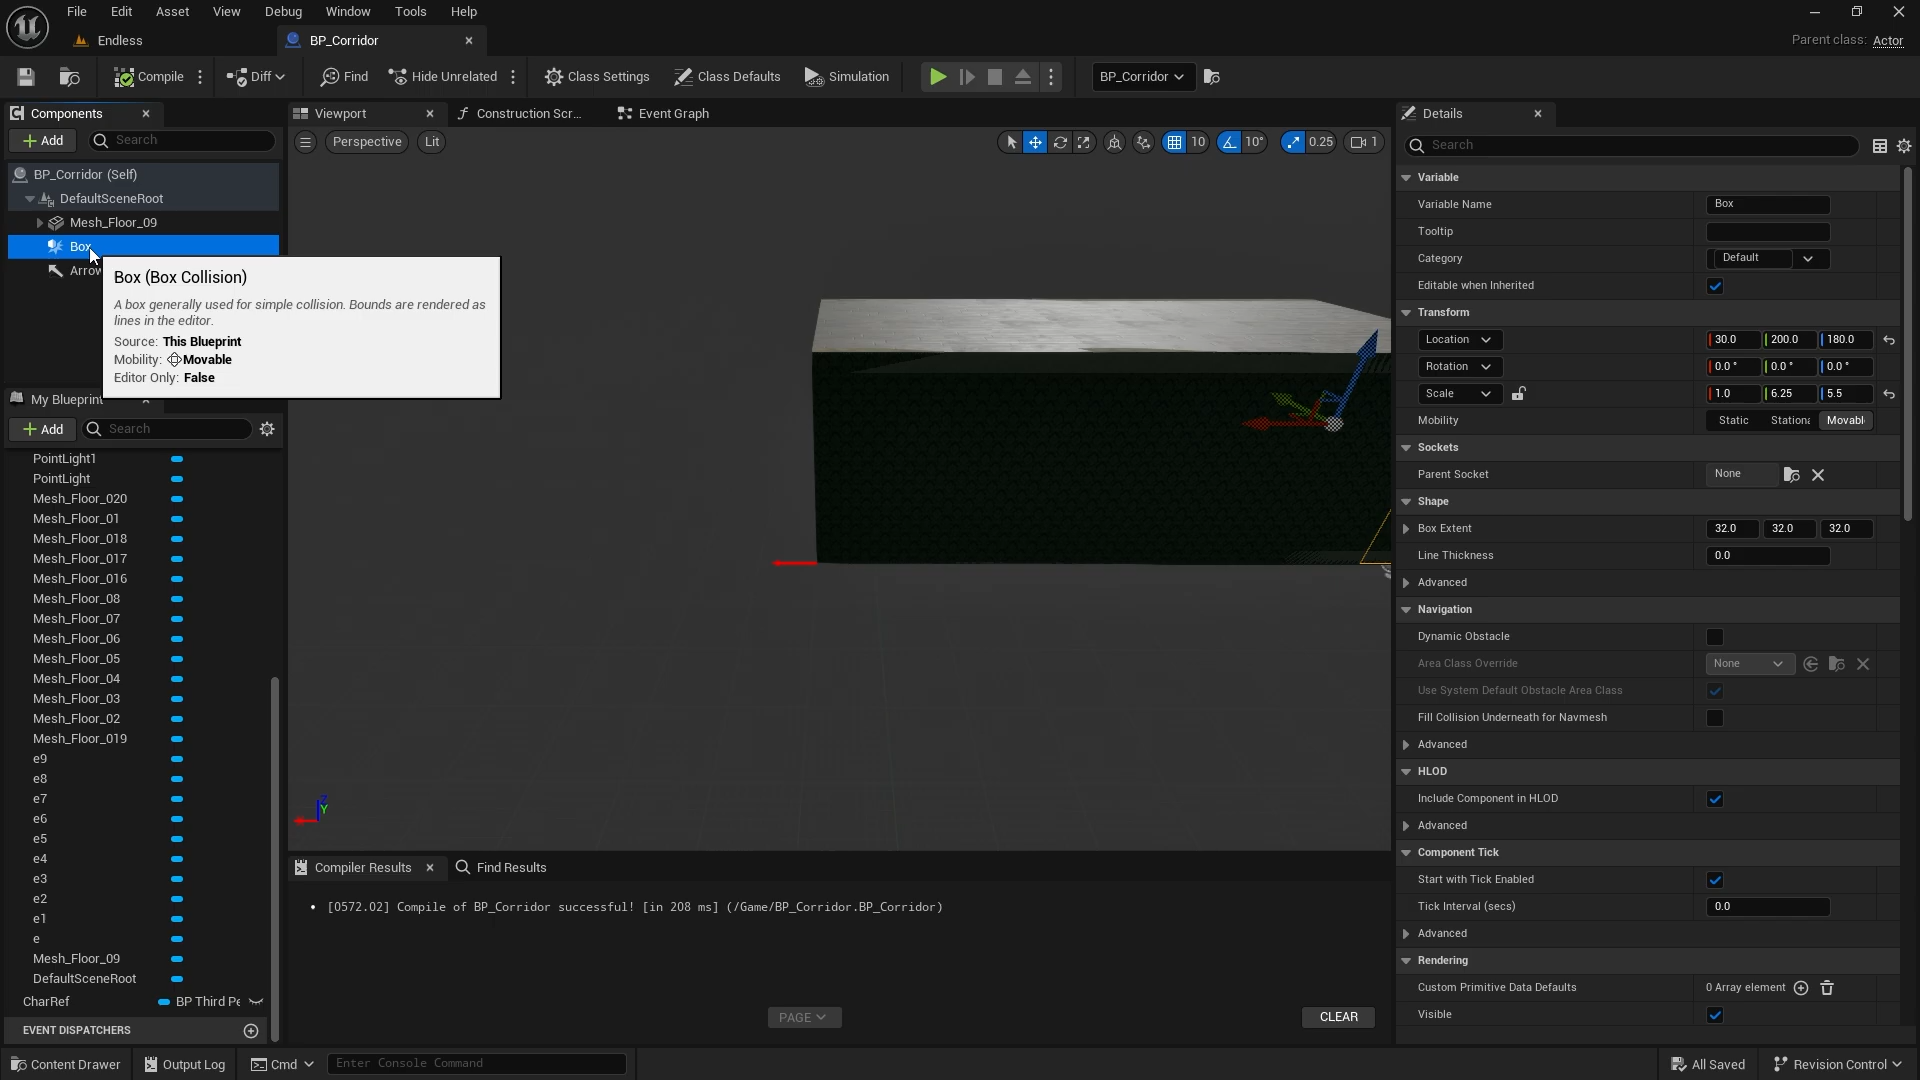 File Edit Asset View Debug Window Tools Help
Endless
BP_Corridor
Parent class: Actor
Compile
Diff
Find
Hide Unrelated
Class Settings
Class Defaults
Simulation
BP_Corridor
Components
Add
Search
BP_Corridor (Self)
DefaultSceneRoot
Mesh_Floor_09
Box
Arrow
Box (Box Collision)
A box generally used for simple collision. Bounds are rendered as
lines in the editor.
Source: This Blueprint
Mobility: Movable
Editor Only: False
My Blueprint
Add
Search
PointLight1
PointLight
Mesh_Floor_020
Mesh_Floor_01
Mesh_Floor_018
Mesh_Floor_017
Mesh_Floor_016
Mesh_Floor_08
Mesh_Floor_07
Mesh_Floor_06
Mesh_Floor_05
Mesh_Floor_04
Mesh_Floor_03
Mesh_Floor_02
Mesh_Floor_019
e9
e8
e7
e6
e5
e4
e3
e2
e1
e
Mesh_Floor_09
DefaultSceneRoot
CharRef BP Third Pe
EVENT DISPATCHERS
Viewport
Construction Scr...
Event Graph
Perspective
Lit
10
10°
0.25
1
Z
Y
Compiler Results
Find Results
• [0572.02] Compile of BP_Corridor successful! [in 208 ms] (/Game/BP_Corridor.BP_Corridor)
PAGE
CLEAR
Details
Search
Variable
Variable Name Box
Tooltip
Category Default
Editable when Inherited
Transform
Location 30.0 200.0 180.0
Rotation 0.0° 0.0° 0.0°
Scale 1.0 6.25 5.5
Mobility Static Stationa Movabl
Sockets
Parent Socket None
Shape
Box Extent 32.0 32.0 32.0
Line Thickness 0.0
Advanced
Navigation
Dynamic Obstacle
Area Class Override None
Use System Default Obstacle Area Class
Fill Collision Underneath for Navmesh
Advanced
HLOD
Include Component in HLOD
Advanced
Component Tick
Start with Tick Enabled
Tick Interval (secs) 0.0
Advanced
Rendering
Custom Primitive Data Defaults 0 Array element
Visible
Content Drawer
Output Log
Cmd
Enter Console Command
All Saved
Revision Control